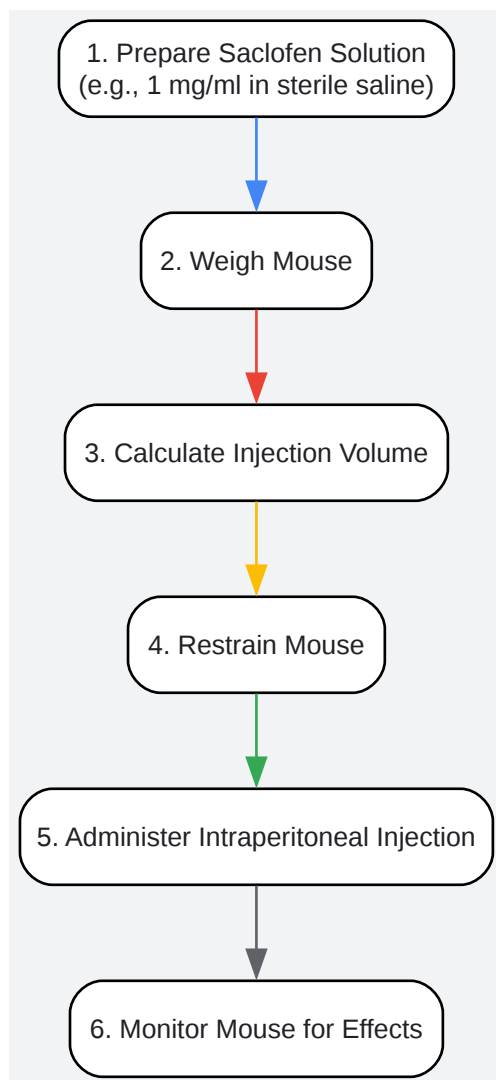 1. Prepare Saclofen Solution
(e.g., 1 mg/ml in sterile saline)
2. Weigh Mouse
3. Calculate Injection Volume
4. Restrain Mouse
5. Administer Intraperitoneal Injection
6. Monitor Mouse for Effects